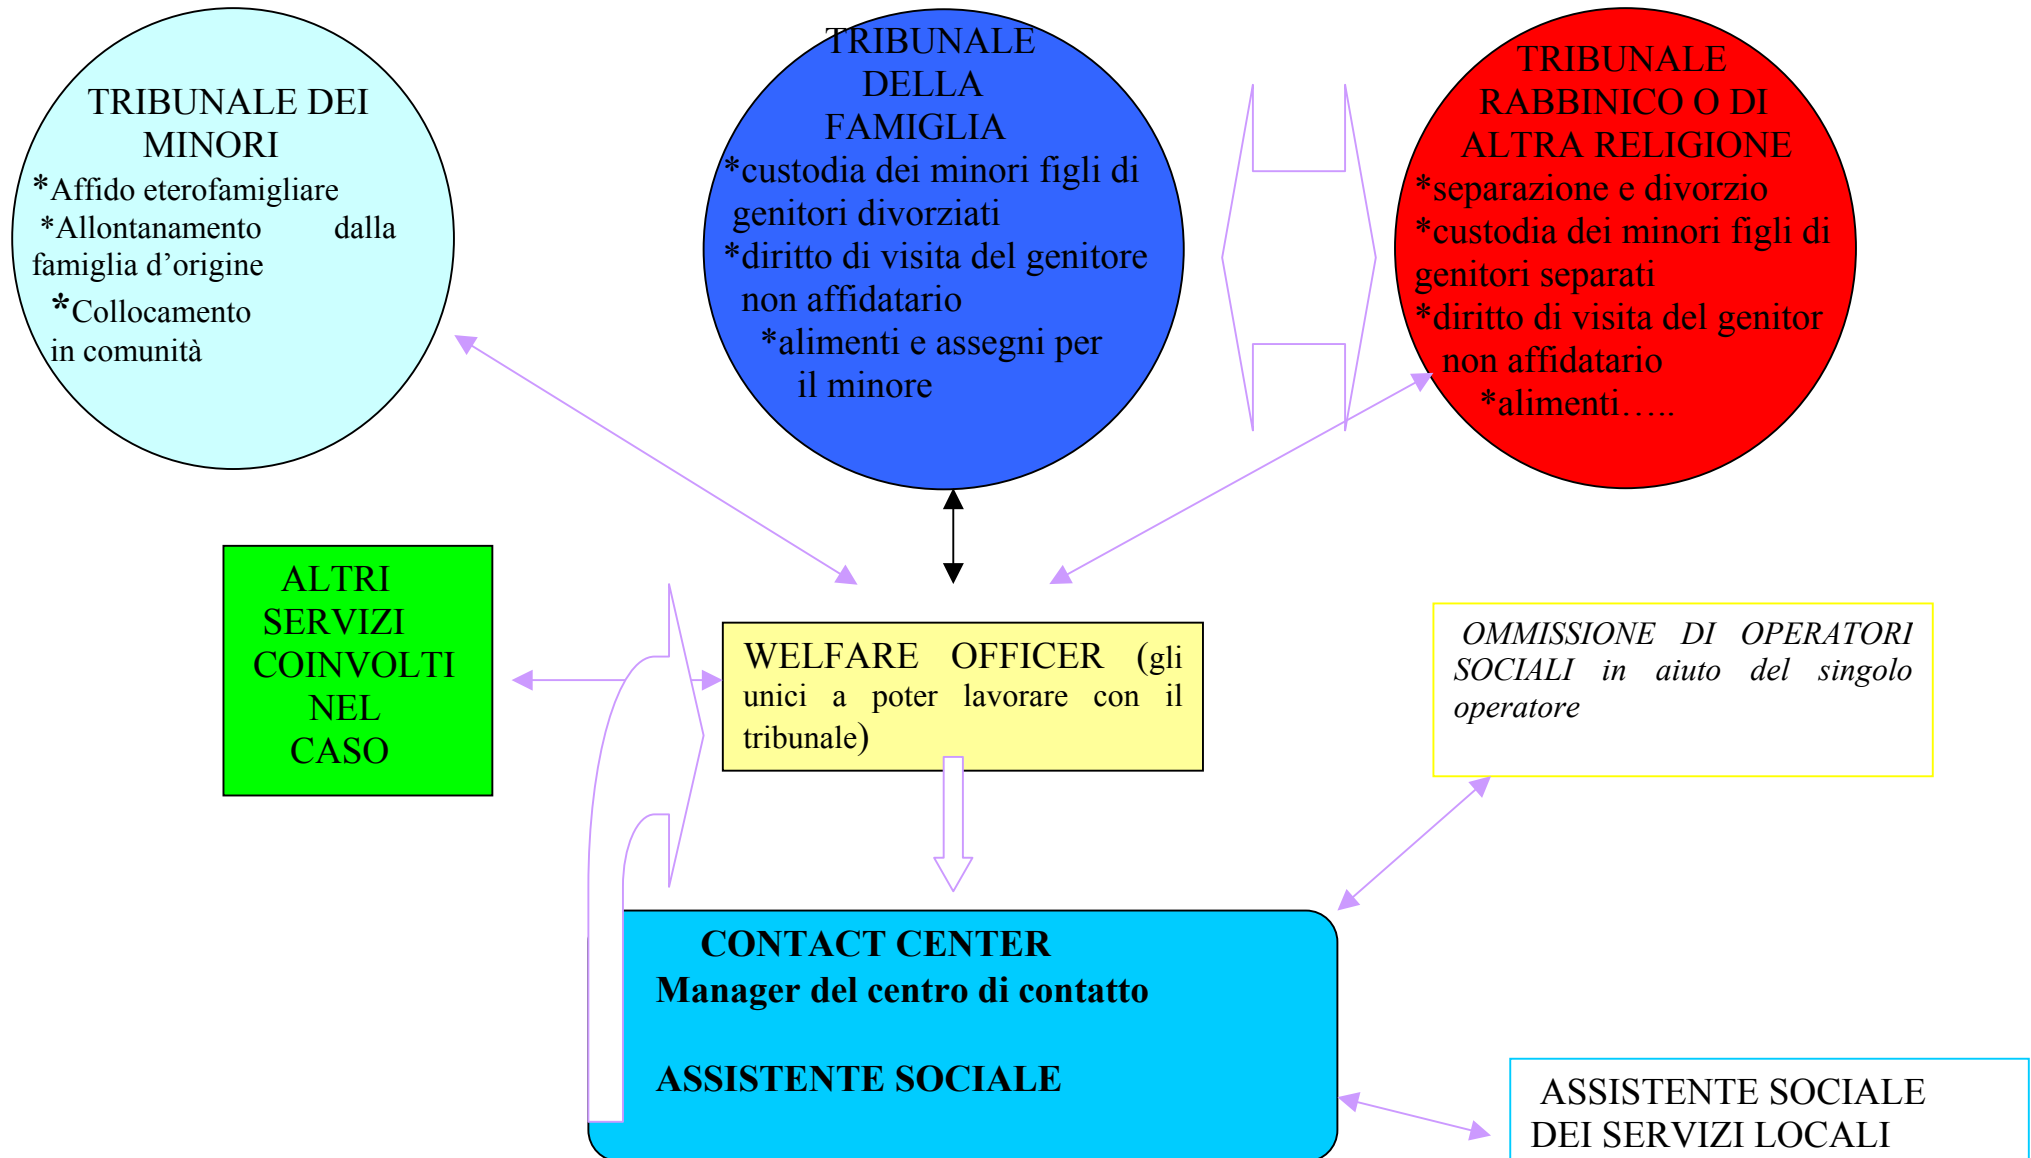 TRIBUNALE DEI
MINORI
*Affido eterofamigliare
*Allontanamento dalla
famiglia d'origine
*Collocamento
in comunità
TRIBUNALE
DELLA
FAMIGLIA
*custodia dei minori figli di
genitori divorziati
*diritto di visita del genitore
non affidatario
*alimenti e assegni per
il minore
TRIBUNALE
RABBINICO O DI
ALTRA RELIGIONE
*separazione e divorzio
*custodia dei minori figli di
genitori separati
*diritto di visita del genitor
non affidatario
*alimenti…..
ALTRI
SERVIZI
COINVOLTI
NEL
CASO
WELFARE OFFICER (gli
unici a poter lavorare con il
tribunale)
OMMISSIONE DI OPERATORI
SOCIALI in aiuto del singolo
operatore
CONTACT CENTER
Manager del centro di contatto
ASSISTENTE SOCIALE
ASSISTENTE SOCIALE
DEI SERVIZI LOCALI